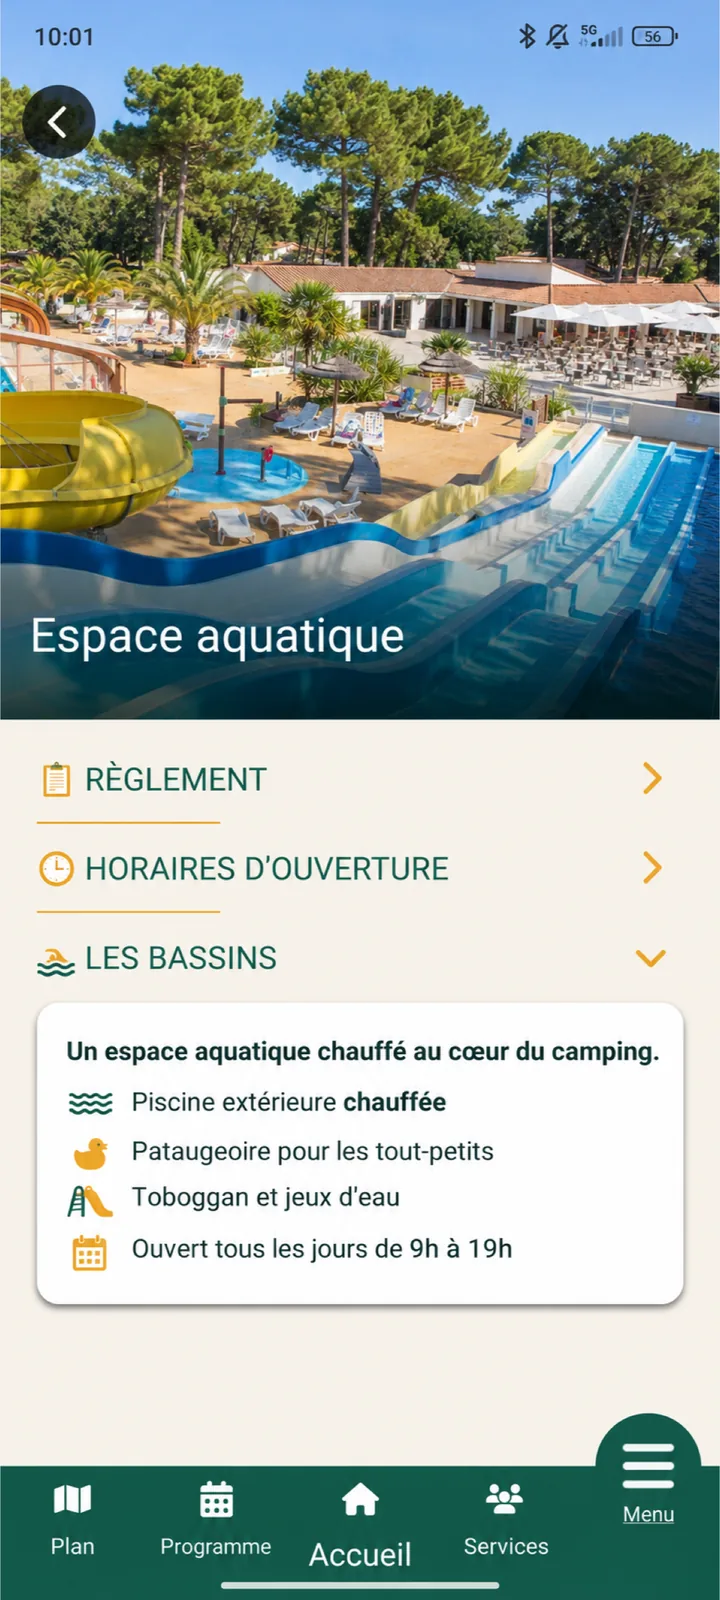 10:01
5G
56
Espace aquatique
RÈGLEMENT
HORAIRES D’OUVERTURE
LES BASSINS
Un espace aquatique chauffé au cœur du camping.
Piscine extérieure chauffée
Pataugeoire pour les tout-petits
Toboggan et jeux d'eau
Ouvert tous les jours de 9h à 19h
Plan
Programme
Accueil
Services
Menu